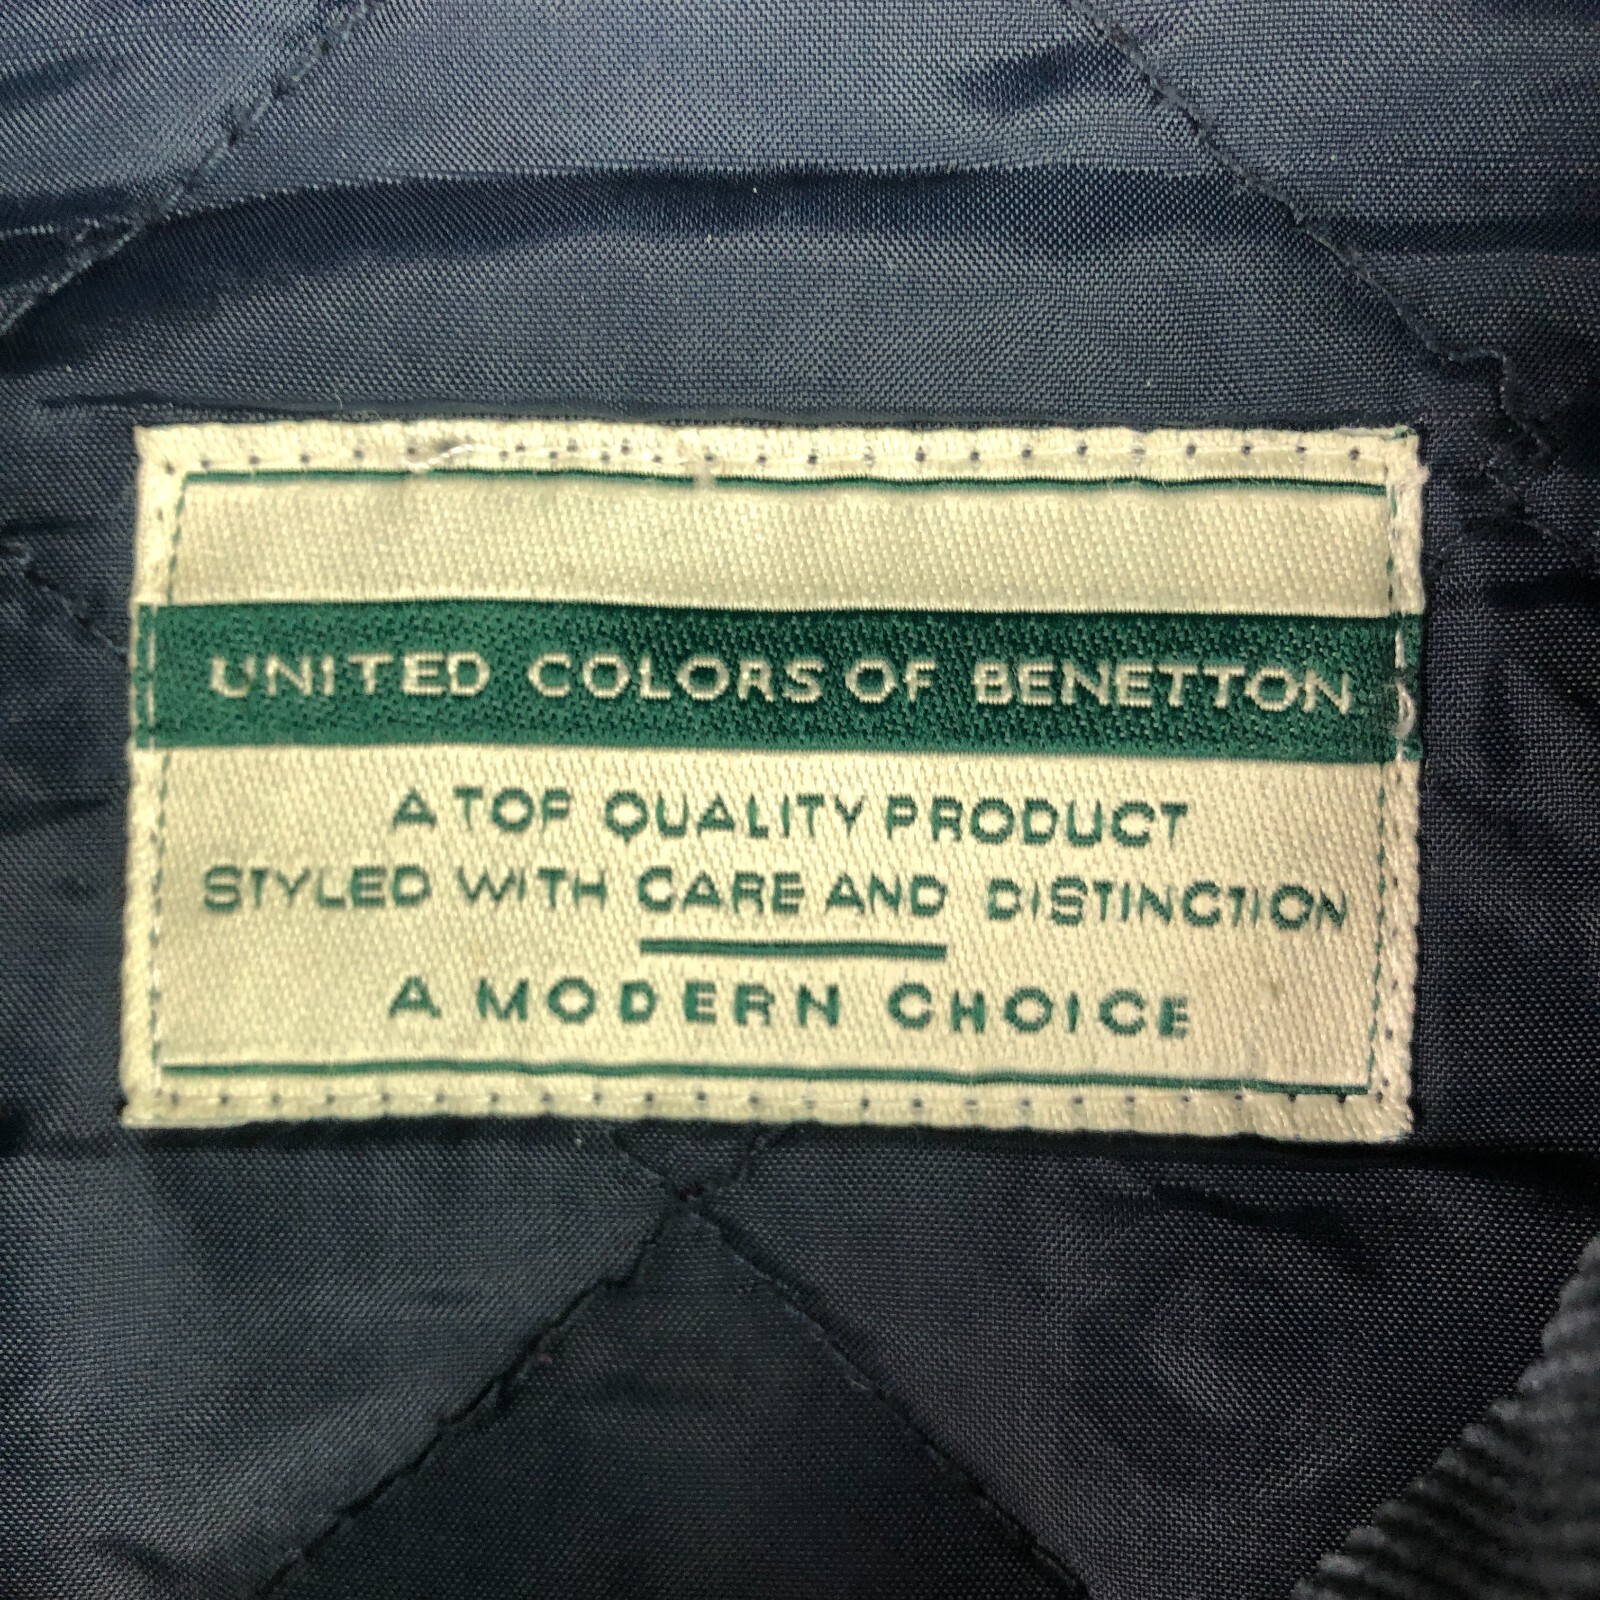 UNITED COLORS OF BENETTON
A TOP QUALITY PRODUCT
STYLED WITH CARE AND DISTINCTION
A MODERN CHOICE